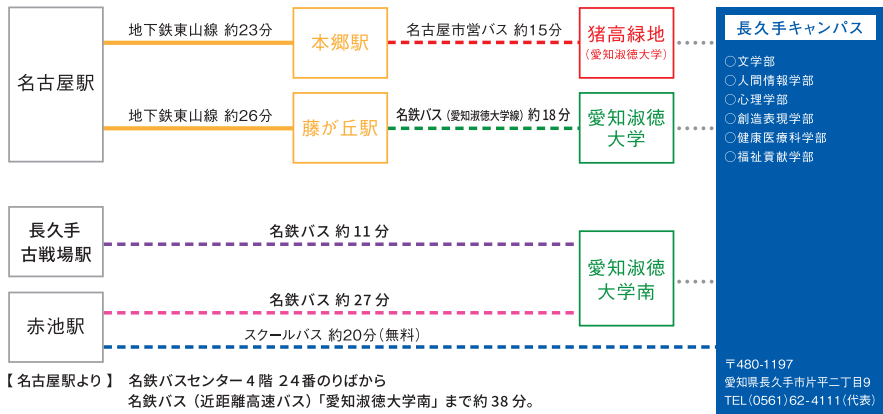 地下鉄東山線 約23分
本郷駅
名古屋市営バス 約15分
猪高緑地
(愛知淑徳大学)
名古屋駅
地下鉄東山線 約26分
藤が丘駅
名鉄バス(愛知淑徳大学線)約18分
愛知淑徳
大学
長久手
古戦場駅
名鉄バス 約11分
愛知淑徳
大学南
赤池駅
名鉄バス 約27分
スクールバス 約20分(無料)
【名古屋駅より】 名鉄バスセンター4階 24番のりばから
名鉄バス(近距離高速バス)「愛知淑徳大学南」まで約38分。
長久手キャンパス
○文学部
○人間情報学部
○心理学部
○創造表現学部
○健康医療科学部
○福祉貢献学部
〒480-1197
愛知県長久手市片平二丁目9
TEL(0561)62-4111(代表)